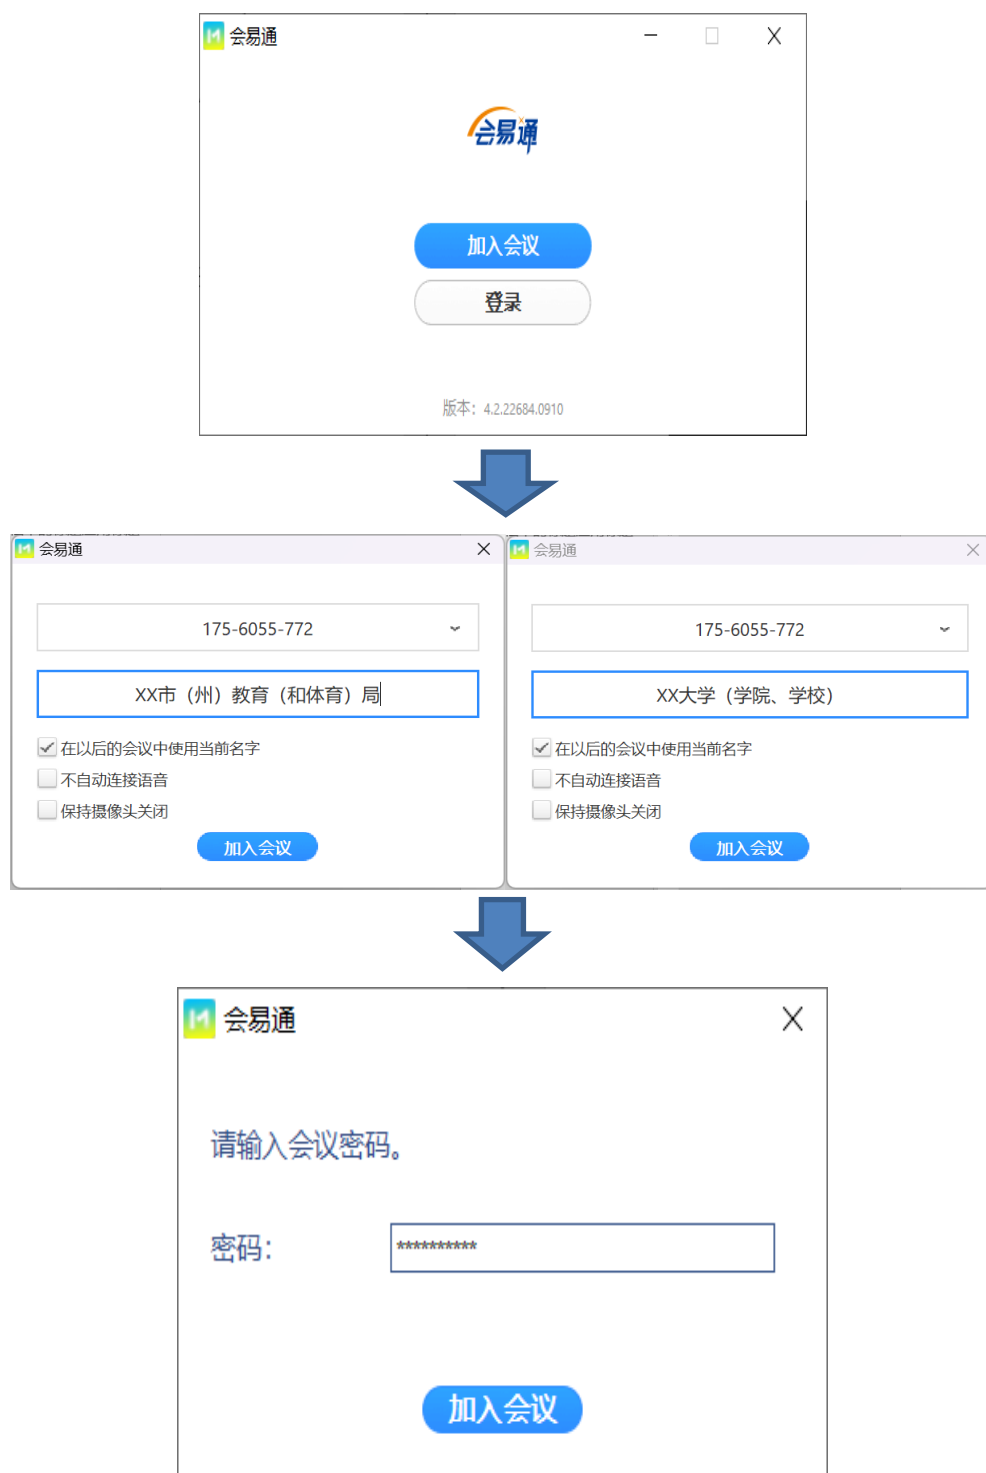 会易通
会易通
加入会议
登录
版本：4.2.22684.0910
会易通
175-6055-772
XX市（州）教育（和体育）局
在以后的会议中使用当前名字
不自动连接语音
保持摄像头关闭
加入会议
会易通
175-6055-772
XX大学（学院、学校）
在以后的会议中使用当前名字
不自动连接语音
保持摄像头关闭
加入会议
会易通
请输入会议密码。
密码：
**********
加入会议